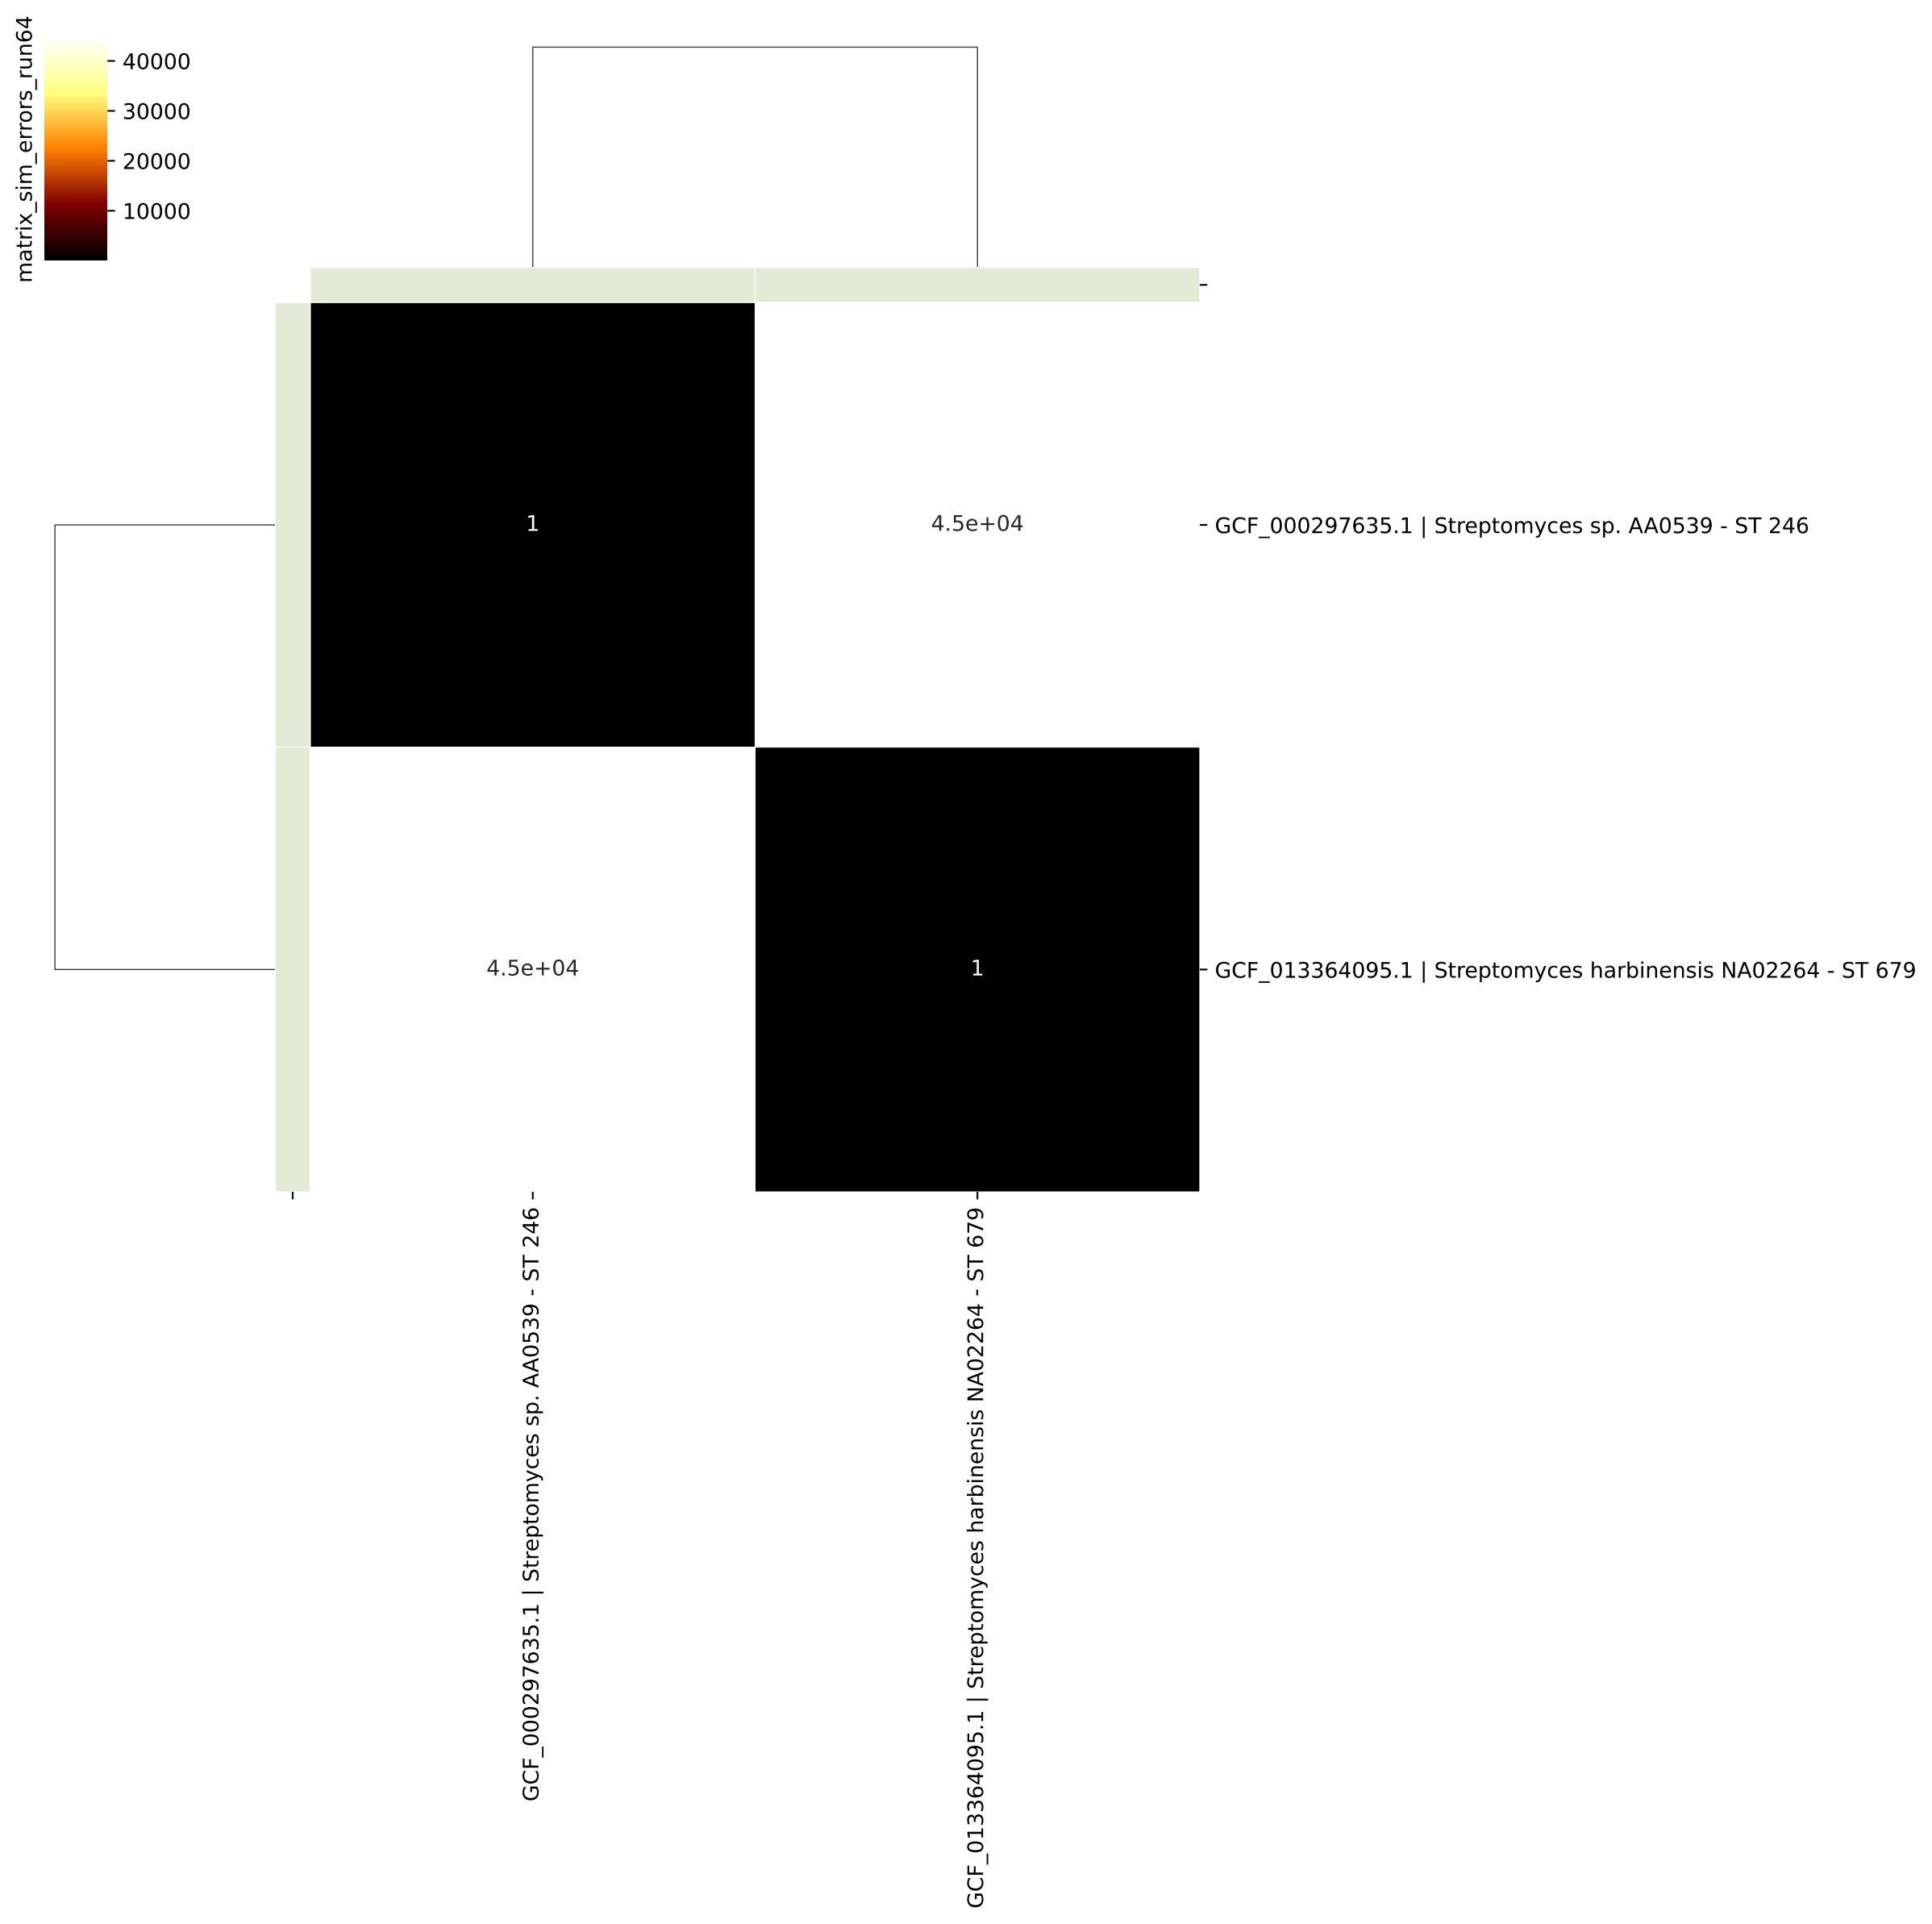 matrix_sim_errors_run64
40000
30000
20000
10000
1
4.5e+04
GCF_000297635.1 | Streptomyces sp. AA0539 - ST 246
4.5e+04
1
GCF_013364095.1 | Streptomyces harbinensis NA02264 - ST 679
GCF_000297635.1 | Streptomyces sp. AA0539 - ST 246
GCF_013364095.1 | Streptomyces harbinensis NA02264 - ST 679